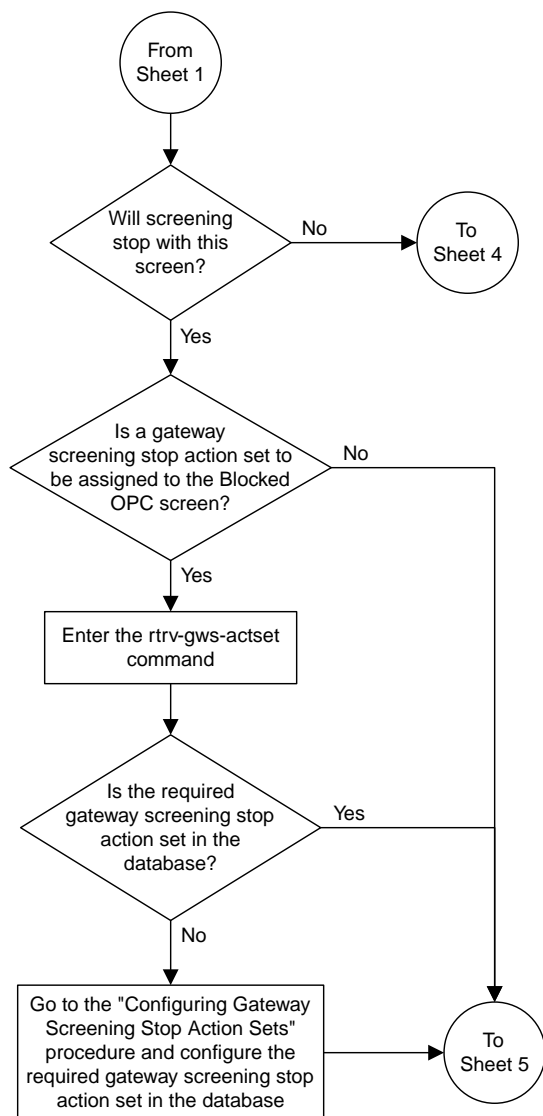 From
Sheet 1
Will screening
stop with this
screen?
No
To
Sheet 4
Yes
Is a gateway
screening stop action set to
be assigned to the Blocked
OPC screen?
No
Yes
Enter the rtrv-gws-actset
command
Is the required
gateway screening stop
action set in the
database?
Yes
No
Go to the "Configuring Gateway
Screening Stop Action Sets"
procedure and configure the
required gateway screening stop
action set in the database
To
Sheet 5